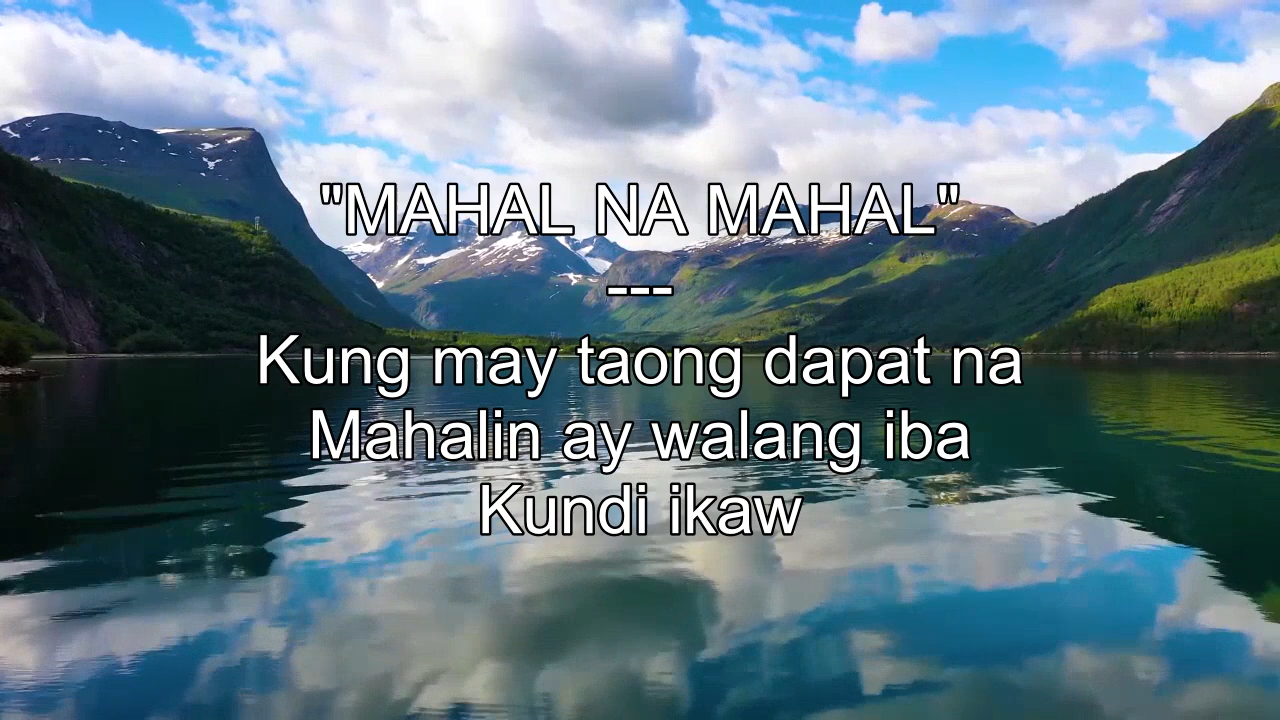 "MAHAL NA MAHAL"
---
Kung may taong dapat na
Mahalin ay walang iba
Kundi ikaw